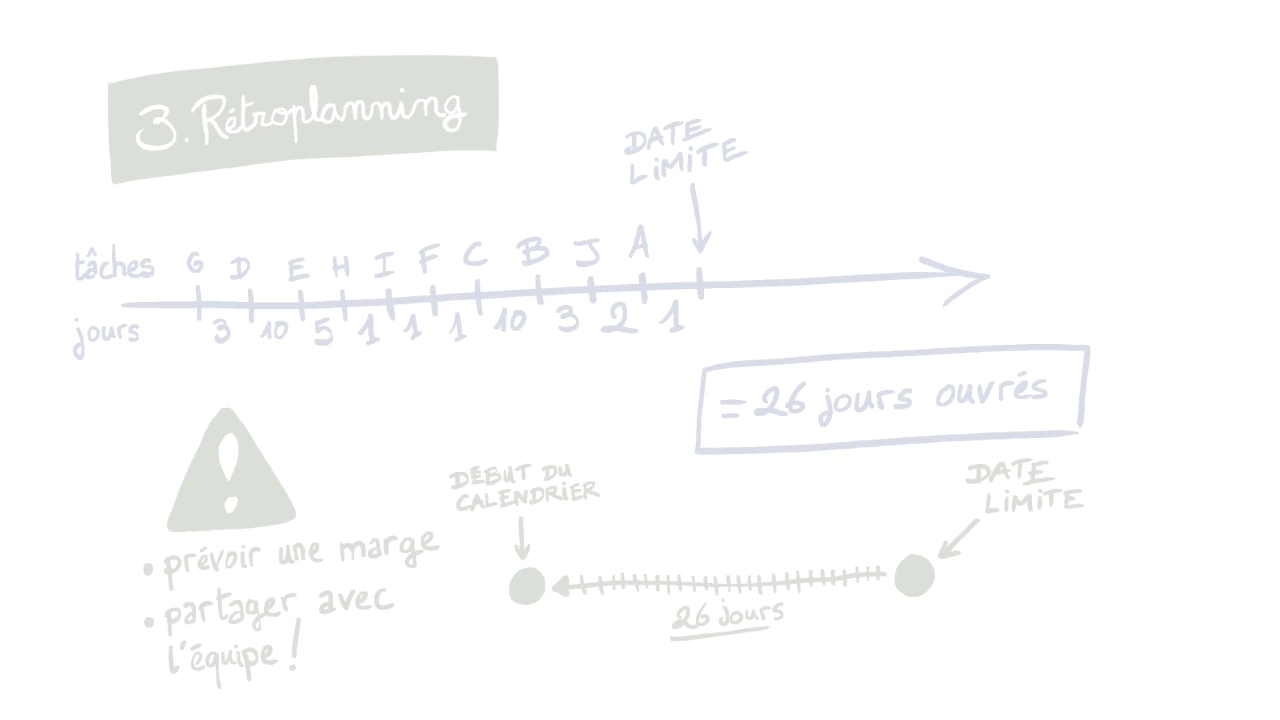 3. Rétroplanning
DATE
LiMiTE
tâches G D E H I F C B J A
jours 3 10 5 1 1 1 10 3 2 1
= 26 jours ouvrés
DÉBUT DU
CALENDRiER
DATE
LiMiTE
• prévoir une marge
• partager avec
l'équipe !
26 jours